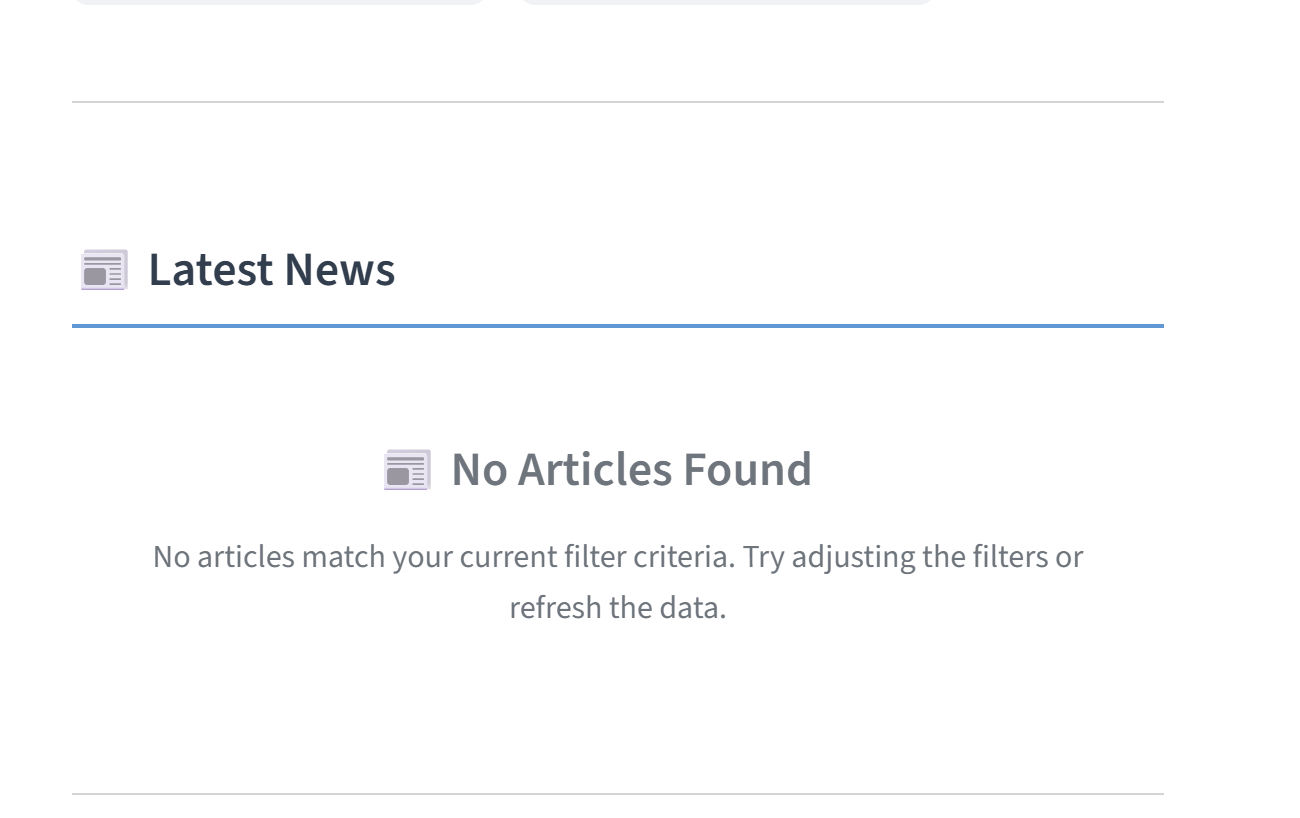 Latest News
No Articles Found
No articles match your current filter criteria. Try adjusting the filters or
refresh the data.